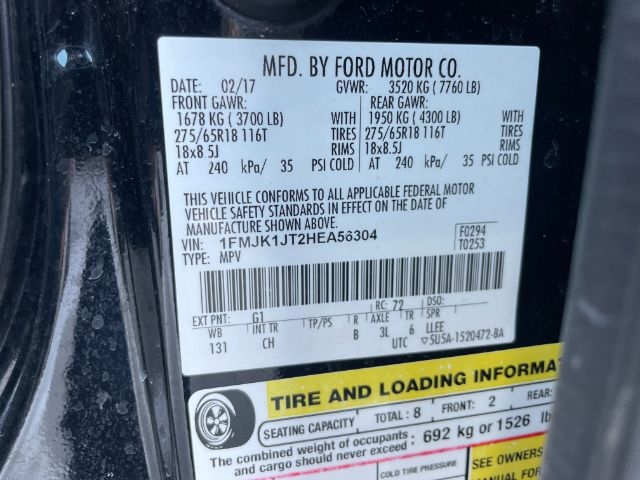 MFD. BY FORD MOTOR CO.
DATE: 02/17 GVWR: 3520 KG ( 7760 LB)
FRONT GAWR: REAR GAWR:
1678 KG ( 3700 LB) WITH 1950 KG ( 4300 LB) WITH
275/65R18 116T TIRES 275/65R18 116T TIRES
18x8.5J RIMS 18x8.5J RIMS
AT 240 kPa/ 35 PSI COLD AT 240 kPa/ 35 PSI COLD
THIS VEHICLE CONFORMS TO ALL APPLICABLE FEDERAL MOTOR
VEHICLE SAFETY STANDARDS IN EFFECT ON THE DATE OF
MANUFACTURE SHOWN ABOVE.
VIN: 1FMJK1JT2HEA56304 F0294
TYPE: MPV T0253
EXT PNT: G1 RC: 72 DSO:
WB INT TR TP/PS R AXLE TR SPR
131 CH B 3L 6 LLEE
UTC ▽5U5A-1520472-BA
TIRE AND LOADING INFORMAT
SEATING CAPACITY TOTAL: 8 FRONT: 2 REAR:
The combined weight of occupants
and cargo should never exceed: 692 kg or 1526 lb
COLD TIRE PRESSURE SEE OWNERS
MANUAL FOR